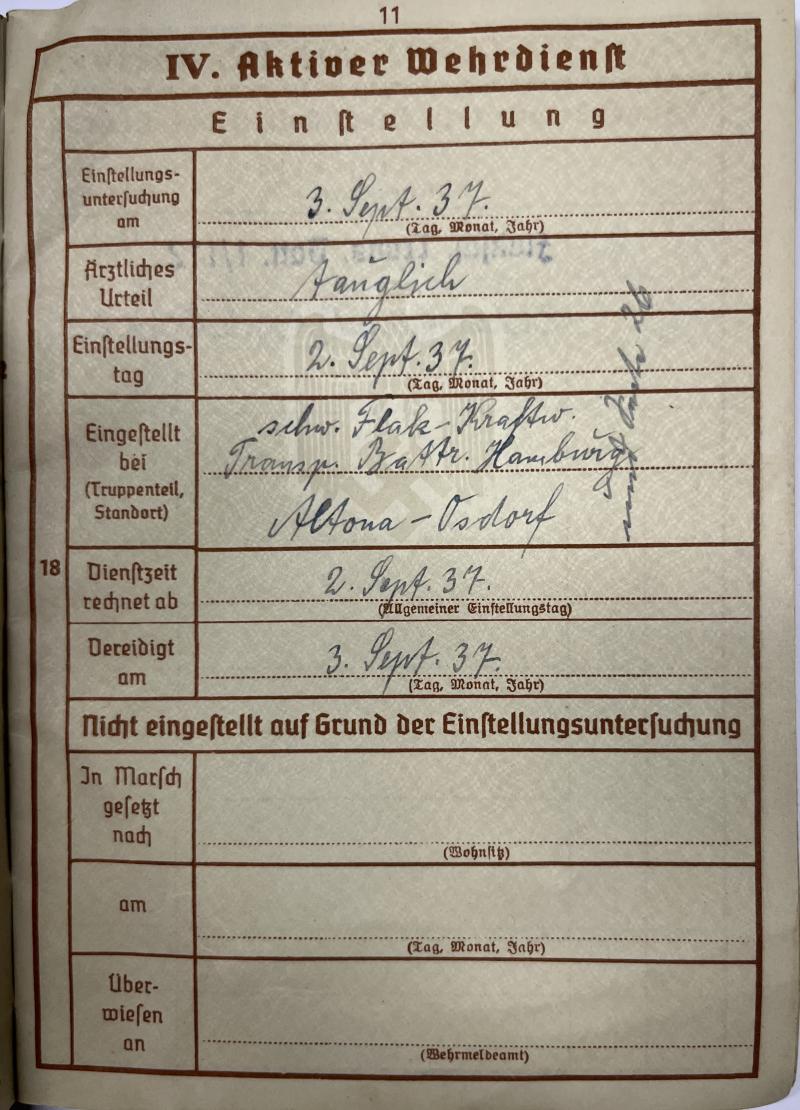 11
IV. Aktiver Wehrdienst
Einstellung
Einstellungs-
untersuchung
am
3. Sept. 37.
(Tag, Monat, Jahr)
Ärztliches
Urteil
tauglich
Einstellungs-
tag
2. Sept. 37.
(Tag, Monat, Jahr)
Eingestellt
bei
(Truppenteil,
Standort)
schw. Flak-Kraftw.
Transp. Battr. Hamburg
Altona-Osdorf
18
Dienstzeit
rechnet ab
2. Sept. 37.
(Allgemeiner Einstellungstag)
Vereidigt
am
3. Sept. 37.
(Tag, Monat, Jahr)
Nicht eingestellt auf Grund der Einstellungsuntersuchung
In Marsch
gesetzt
nach
(Wohnsitz)
am
(Tag, Monat, Jahr)
Über-
wiesen
an
(Wehrmeldeamt)